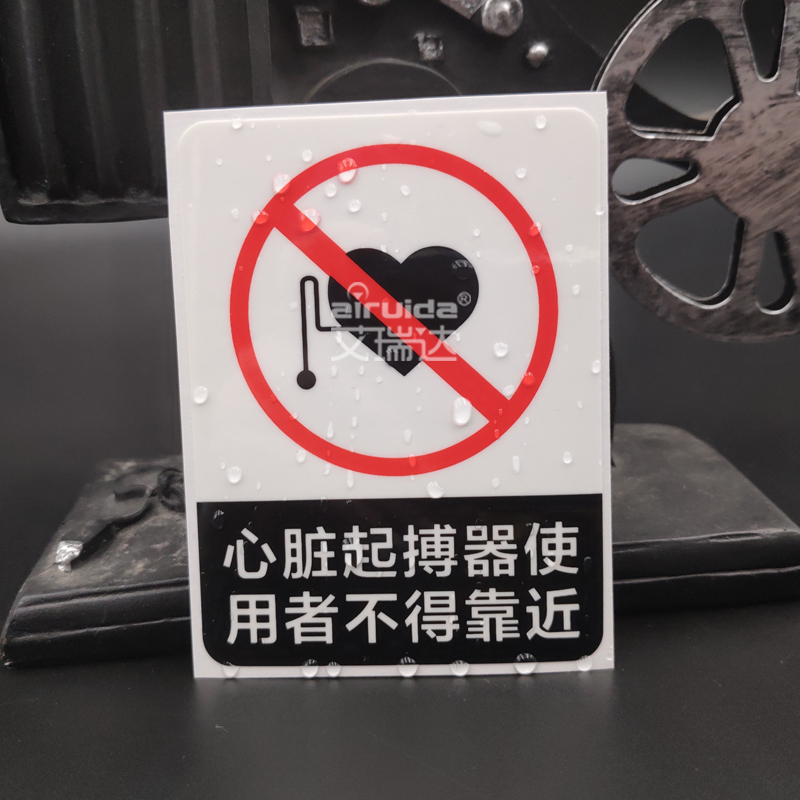 airuida®
艾瑞达
心脏起搏器使
用者不得靠近